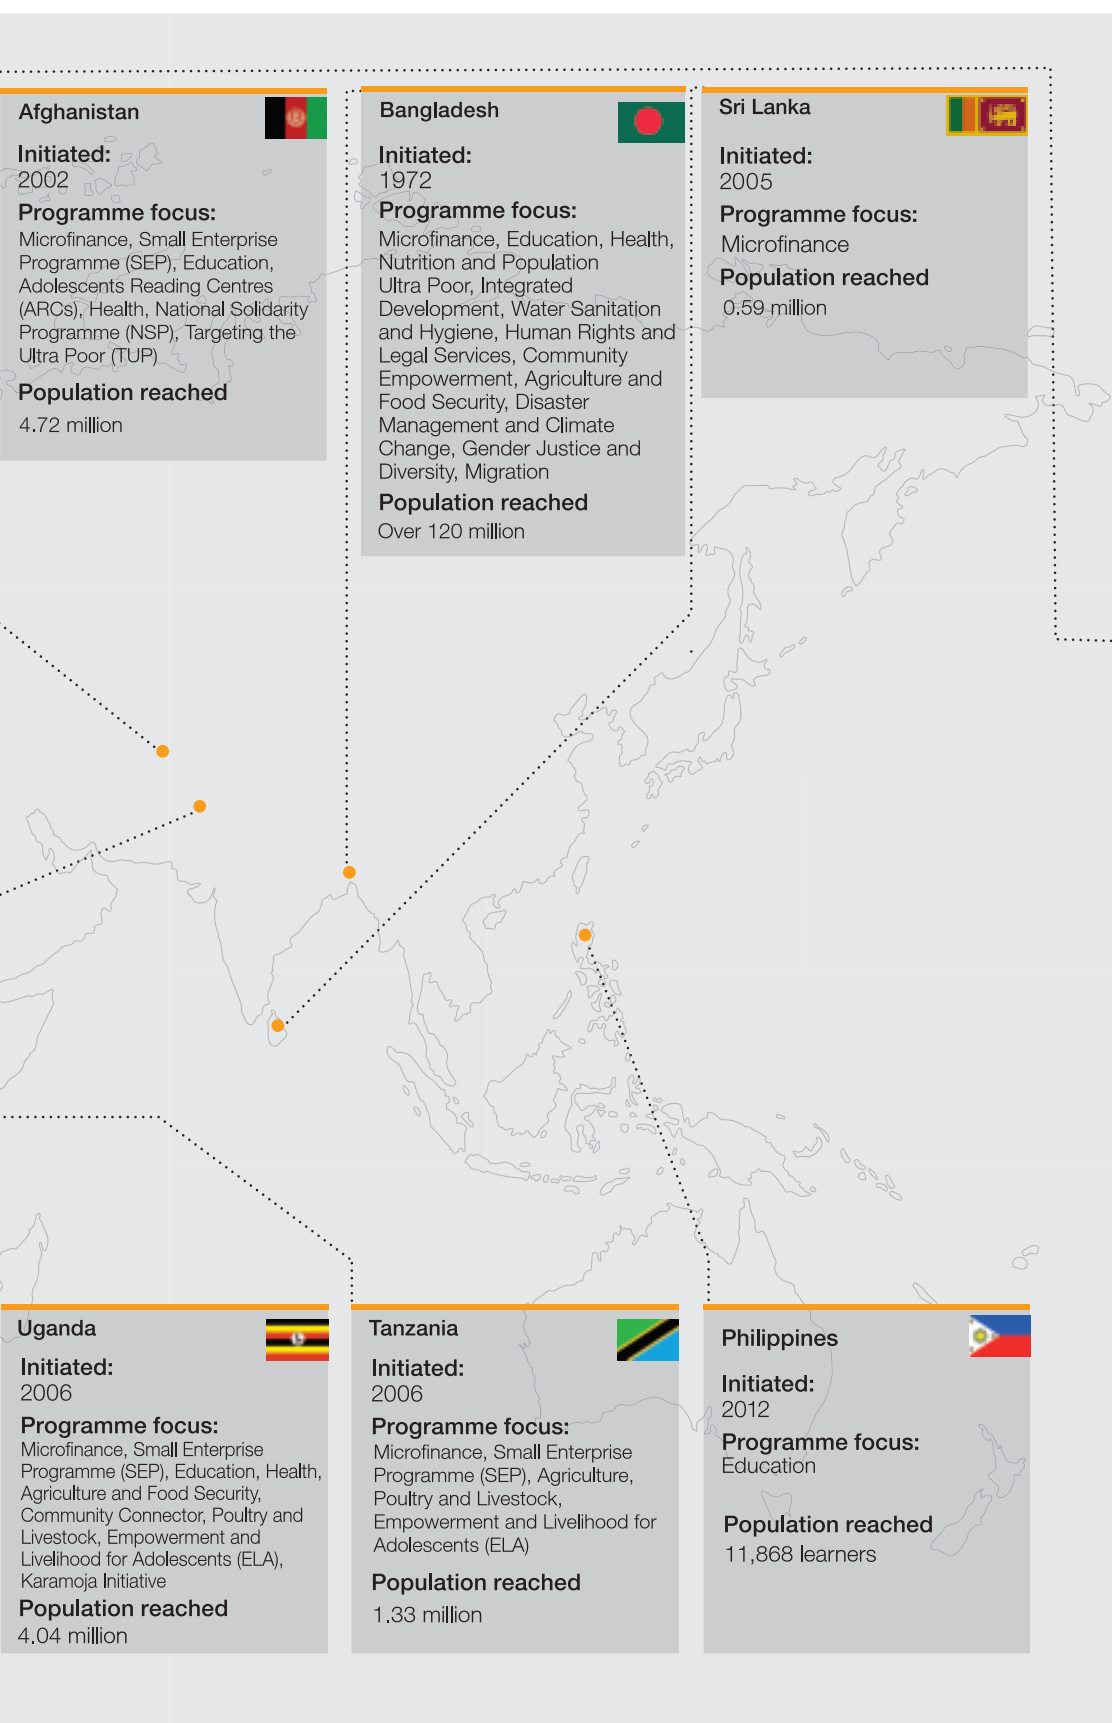 Afghanistan
Initiated:
2002
Programme focus:
Microfinance, Small Enterprise
Programme (SEP), Education,
Adolescents Reading Centres
(ARCs), Health, National Solidarity
Programme (NSP), Targeting the
Ultra Poor (TUP)
Population reached
4.72 million
Bangladesh
Initiated:
1972
Programme focus:
Microfinance, Education, Health,
Nutrition and Population
Ultra Poor, Integrated
Development, Water Sanitation
and Hygiene, Human Rights and
Legal Services, Community
Empowerment, Agriculture and
Food Security, Disaster
Management and Climate
Change, Gender Justice and
Diversity, Migration
Population reached
Over 120 million
Sri Lanka
Initiated:
2005
Programme focus:
Microfinance
Population reached
0.59 million
Uganda
Initiated:
2006
Programme focus:
Microfinance, Small Enterprise
Programme (SEP), Education, Health,
Agriculture and Food Security,
Community Connector, Poultry and
Livestock, Empowerment and
Livelihood for Adolescents (ELA),
Karamoja Initiative
Population reached
4.04 million
Tanzania
Initiated:
2006
Programme focus:
Microfinance, Small Enterprise
Programme (SEP), Agriculture,
Poultry and Livestock,
Empowerment and Livelihood for
Adolescents (ELA)
Population reached
1.33 million
Philippines
Initiated:
2012
Programme focus:
Education
Population reached
11,868 learners